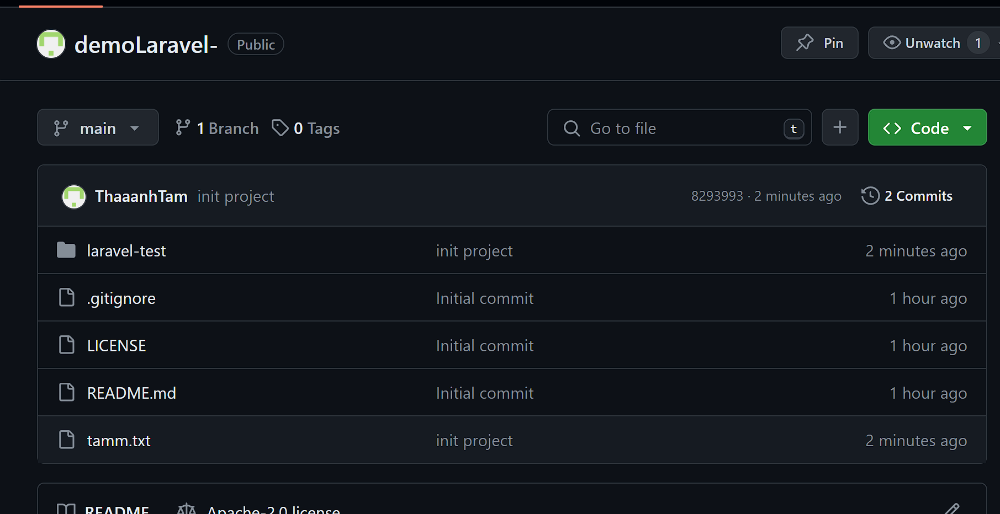 demoLaravel- Public Pin Unwatch 1
main 1 Branch 0 Tags Go to file t Code
ThaaanhTam init project 8293993 · 2 minutes ago 2 Commits
laravel-test init project 2 minutes ago
.gitignore Initial commit 1 hour ago
LICENSE Initial commit 1 hour ago
README.md Initial commit 1 hour ago
tamm.txt init project 2 minutes ago
README Apache-2.0 license